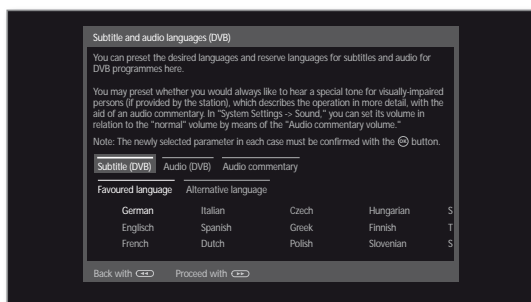 Subtitle and audio languages (DVB)
You can preset the desired languages and reserve languages for subtitles and audio for
DVB programmes here.
You may preset whether you would always like to hear a special tone for visually-impaired
persons (if provided by the station), which describes the operation in more detail, with the
aid of an audio commentary. In "System Settings -> Sound," you can set its volume in
relation to the "normal" volume by means of the "Audio commentary volume."
Note: The newly selected parameter in each case must be confirmed with the OK button.
Subtitle (DVB) Audio (DVB) Audio commentary
Favoured language Alternative language
German Italian Czech Hungarian S
Englisch Spanish Greek Finnish T
French Dutch Polish Slovenian S
Back with Proceed with